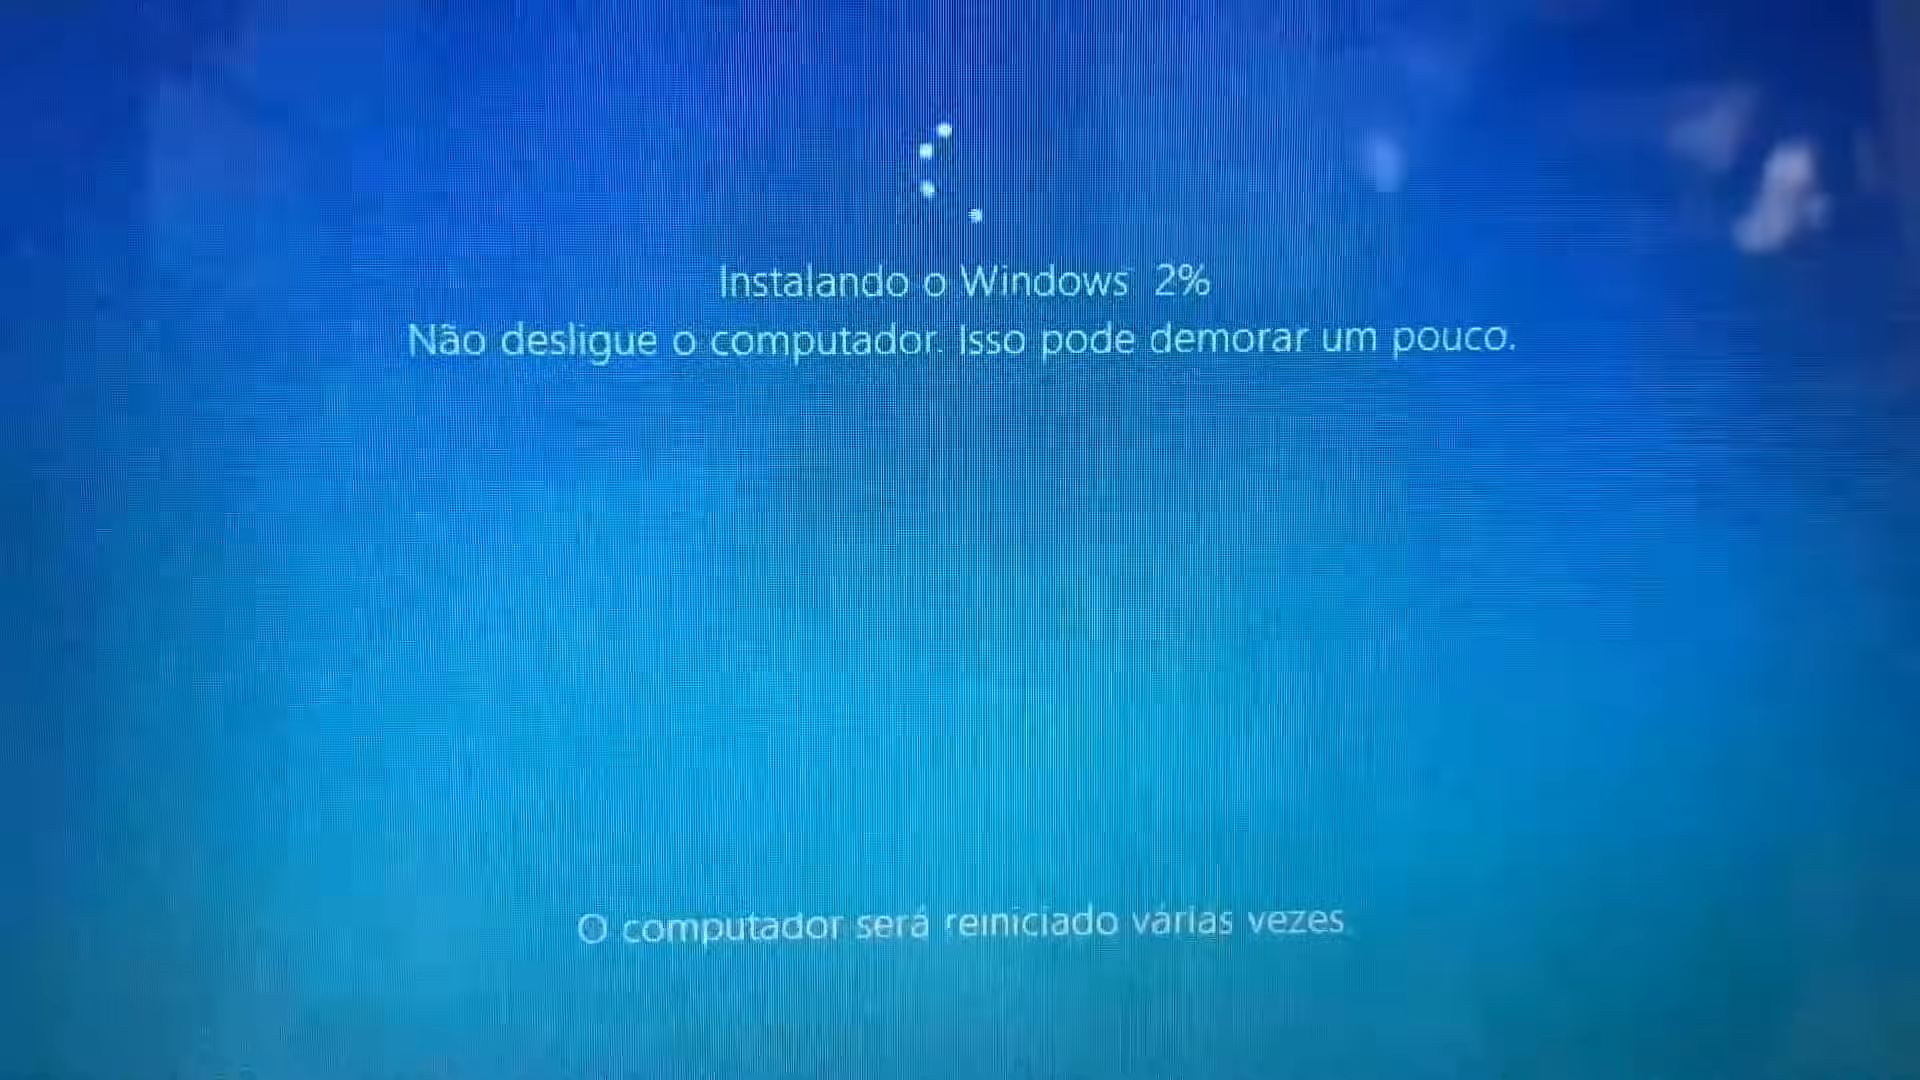 Instalando o Windows 2%
Não desligue o computador. Isso pode demorar um pouco.
O computador será reiniciado várias vezes.